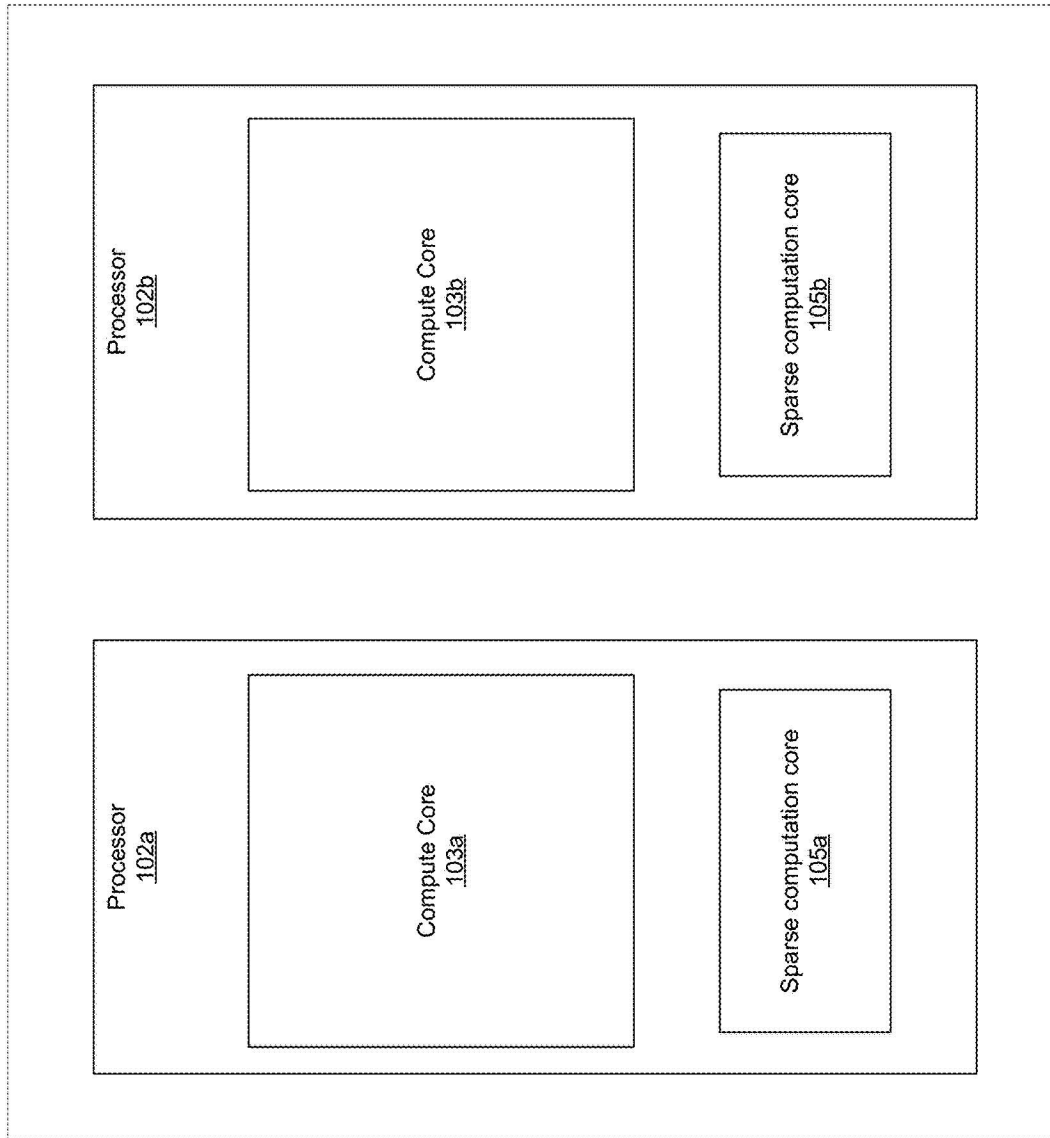 Processor
102a
Compute Core
103a
Sparse computation core
105a
Processor
102b
Compute Core
103b
Sparse computation core
105b